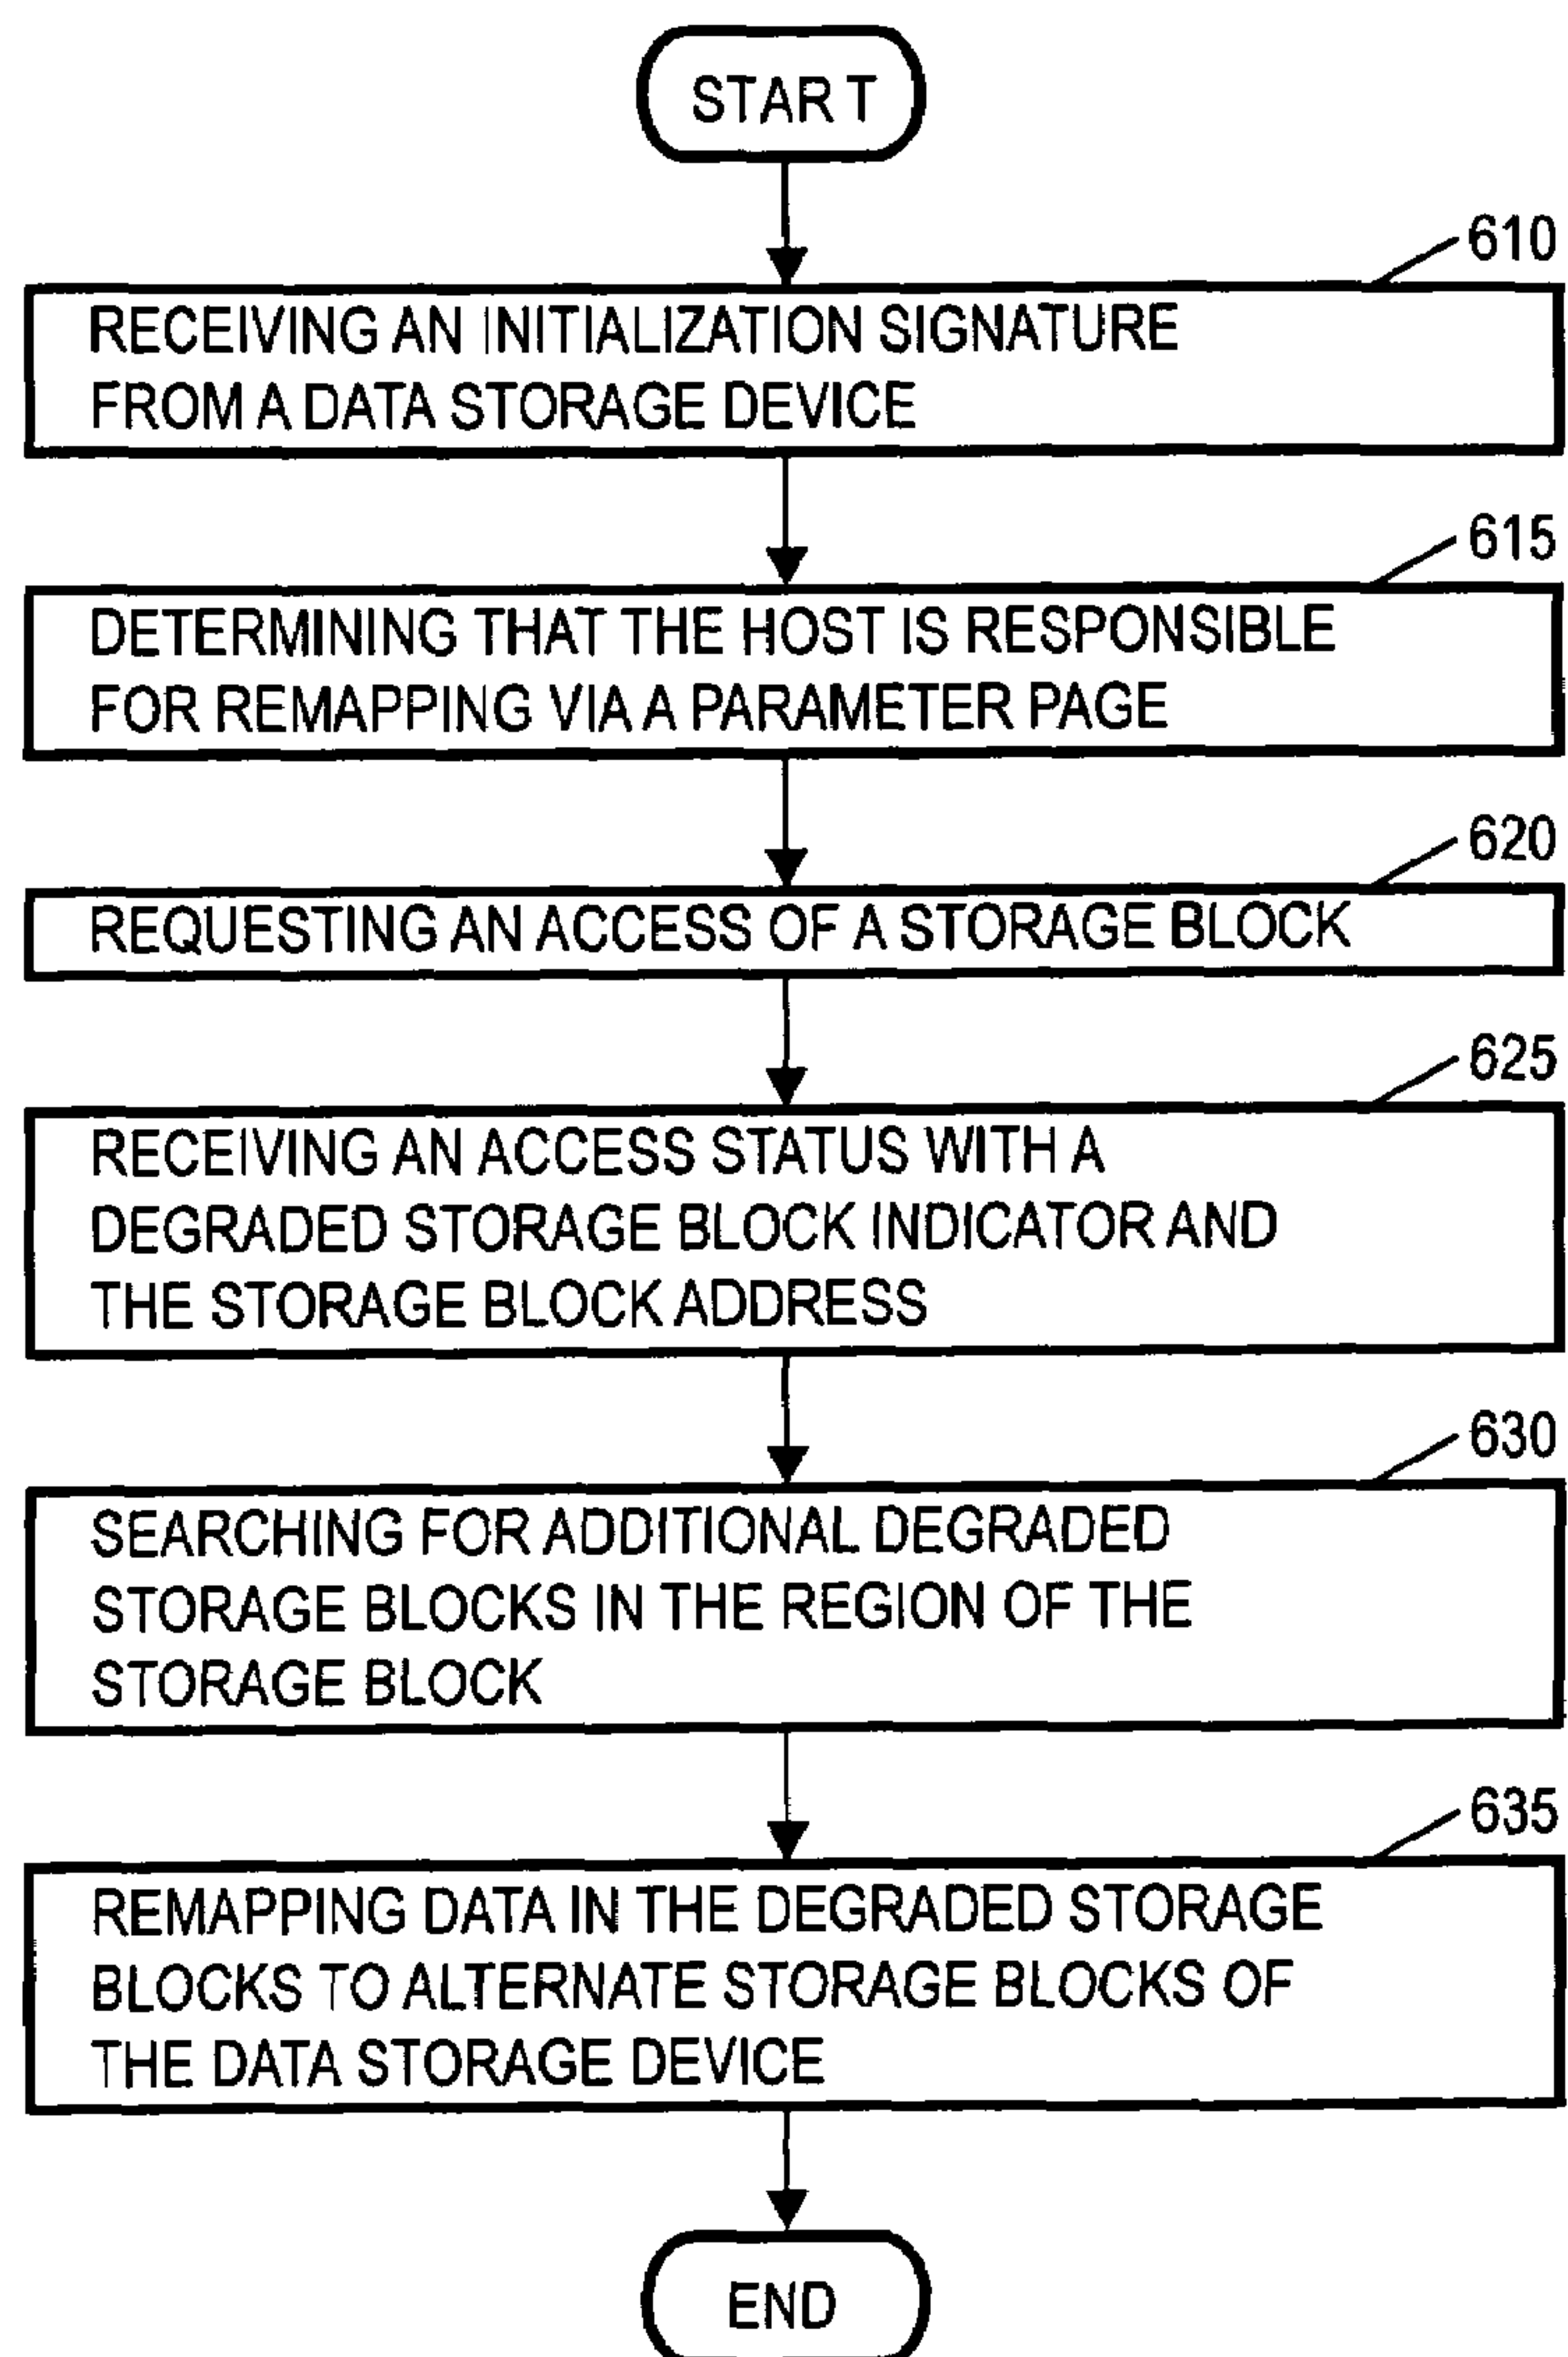 START
610
RECEIVING AN INITIALIZATION SIGNATURE
FROM A DATA STORAGE DEVICE
615
DETERMINING THAT THE HOST IS RESPONSIBLE
FOR REMAPPING VIA A PARAMETER PAGE
620
REQUESTING AN ACCESS OF A STORAGE BLOCK
625
RECEIVING AN ACCESS STATUS WITH A
DEGRADED STORAGE BLOCK INDICATOR AND
THE STORAGE BLOCK ADDRESS
630
SEARCHING FOR ADDITIONAL DEGRADED
STORAGE BLOCKS IN THE REGION OF THE
STORAGE BLOCK
635
REMAPPING DATA IN THE DEGRADED STORAGE
BLOCKS TO ALTERNATE STORAGE BLOCKS OF
THE DATA STORAGE DEVICE
END